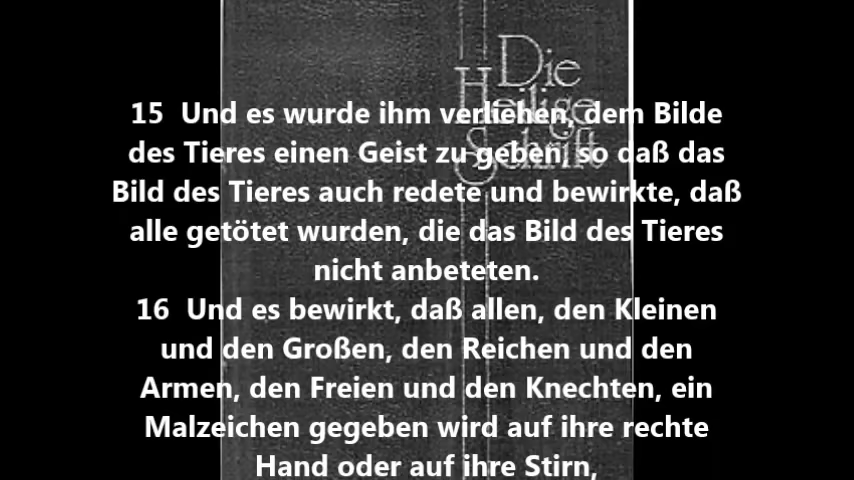 Die
Heilige
Schrift
15 Und es wurde ihm verliehen, dem Bilde
des Tieres einen Geist zu geben, so daß das
Bild des Tieres auch redete und bewirkte, daß
alle getötet wurden, die das Bild des Tieres
nicht anbeteten.
16 Und es bewirkt, daß allen, den Kleinen
und den Großen, den Reichen und den
Armen, den Freien und den Knechten, ein
Malzeichen gegeben wird auf ihre rechte
Hand oder auf ihre Stirn,